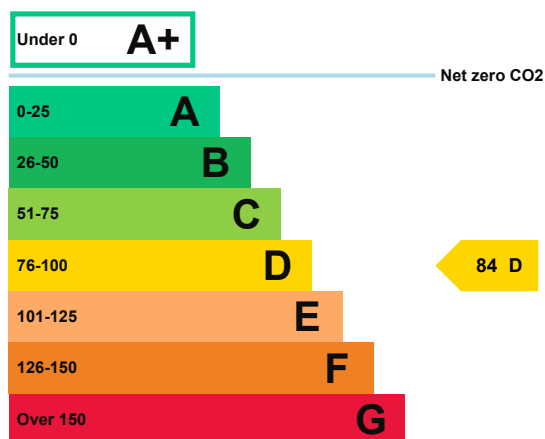 Under 0 A+
Net zero CO2
0-25 A
26-50 B
51-75 C
76-100 D
84 D
101-125 E
126-150 F
Over 150 G